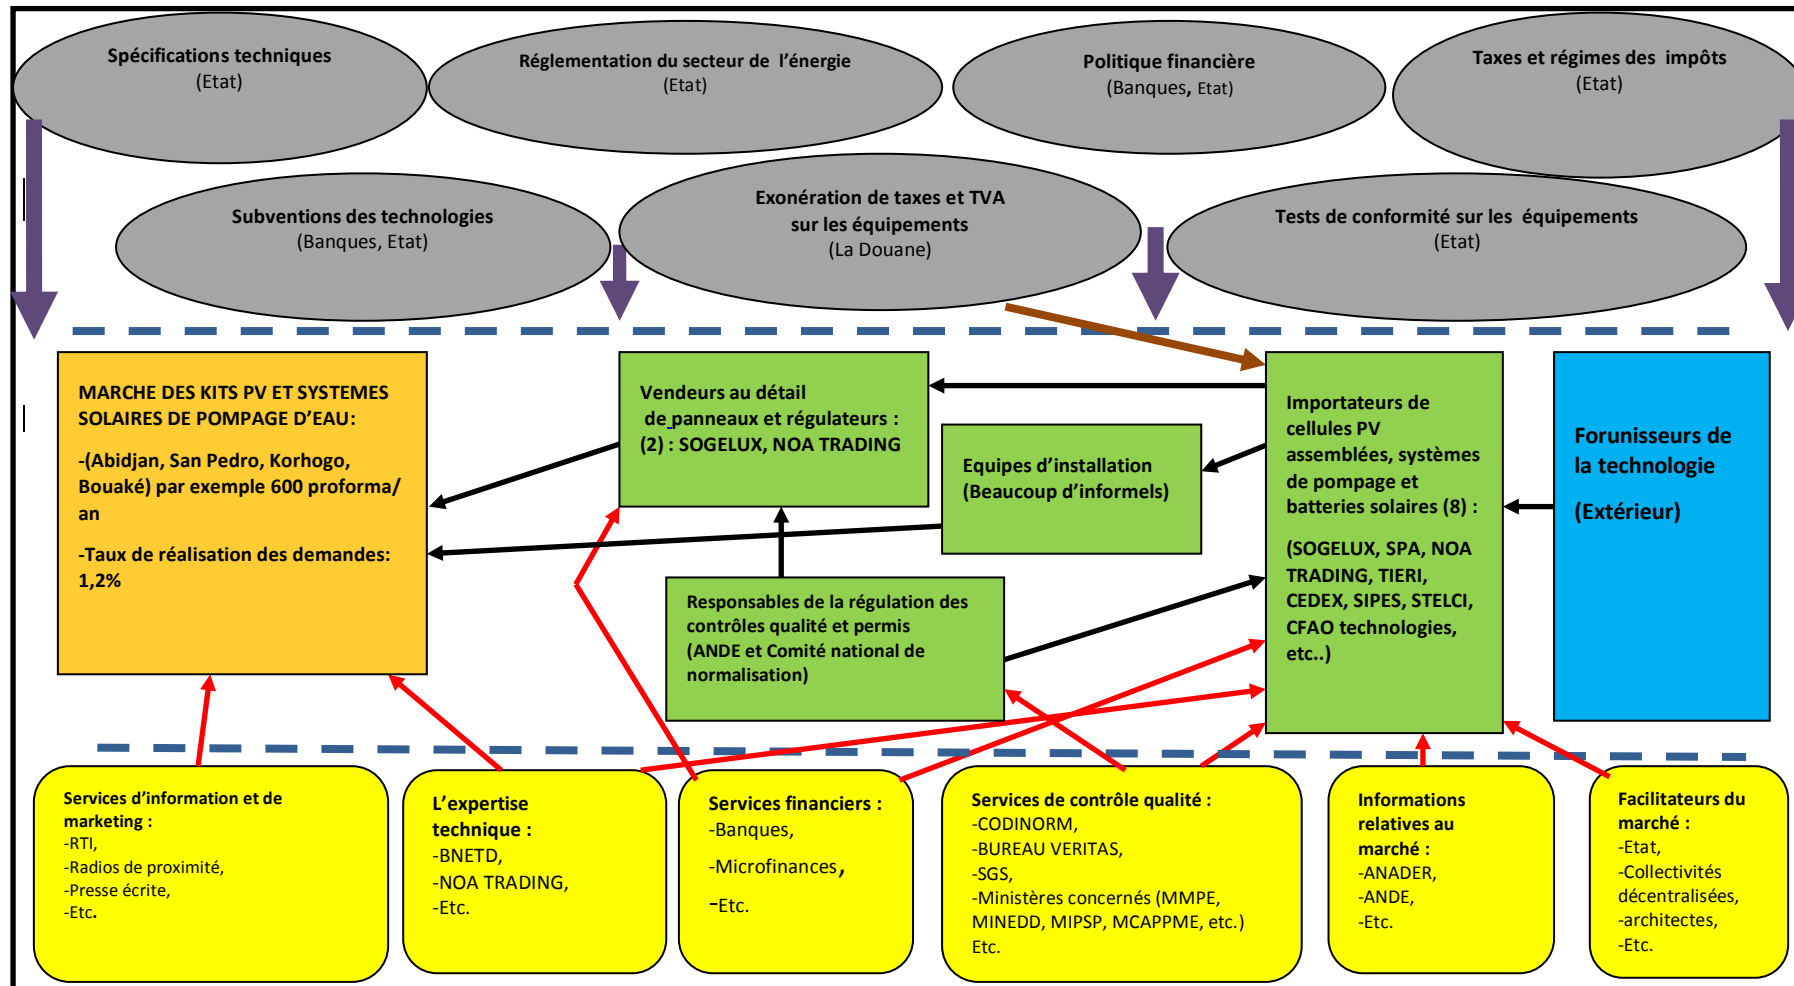 Spécifications techniques
(Etat)
Réglementation du secteur de l’énergie
(Etat)
Politique financière
(Banques, Etat)
Taxes et régimes des impôts
(Etat)
Subventions des technologies
(Banques, Etat)
Exonération de taxes et TVA
sur les équipements
(La Douane)
Tests de conformité sur les équipements
(Etat)
MARCHE DES KITS PV ET SYSTEMES
SOLAIRES DE POMPAGE D’EAU:
-(Abidjan, San Pedro, Korhogo,
Bouaké) par exemple 600 proforma/
an
-Taux de réalisation des demandes:
1,2%
Vendeurs au détail
de panneaux et régulateurs :
(2) : SOGELUX, NOA TRADING
Equipes d’installation
(Beaucoup d’informels)
Responsables de la régulation des
contrôles qualité et permis
(ANDE et Comité national de
normalisation)
Importateurs de
cellules PV
assemblées, systèmes
de pompage et
batteries solaires (8) :
(SOGELUX, SPA, NOA
TRADING, TIERI,
CEDEX, SIPES, STELCI,
CFAO technologies,
etc..)
Forunisseurs de
la technologie
(Extérieur)
Services d’information et de
marketing :
-RTI,
-Radios de proximité,
-Presse écrite,
-Etc.
L’expertise
technique :
-BNETD,
-NOA TRADING,
-Etc.
Services financiers :
-Banques,
-Microfinances,
-Etc.
Services de contrôle qualité :
-CODINORM,
-BUREAU VERITAS,
-SGS,
-Ministères concernés (MMPE,
MINEDD, MIPSP, MCAPPME, etc.)
Etc.
Informations
relatives au
marché :
-ANADER,
-ANDE,
-Etc.
Facilitateurs du
marché :
-Etat,
-Collectivités
décentralisées,
-architectes,
-Etc.